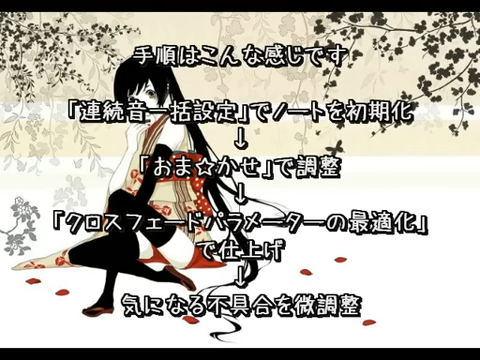 手順はこんな感じです
「連続音一括設定」でノートを初期化
↓
「おま☆かせ」で調整
↓
「クロスフェードパラメーターの最適化」
で仕上げ
↓
気になる不具合を微調整